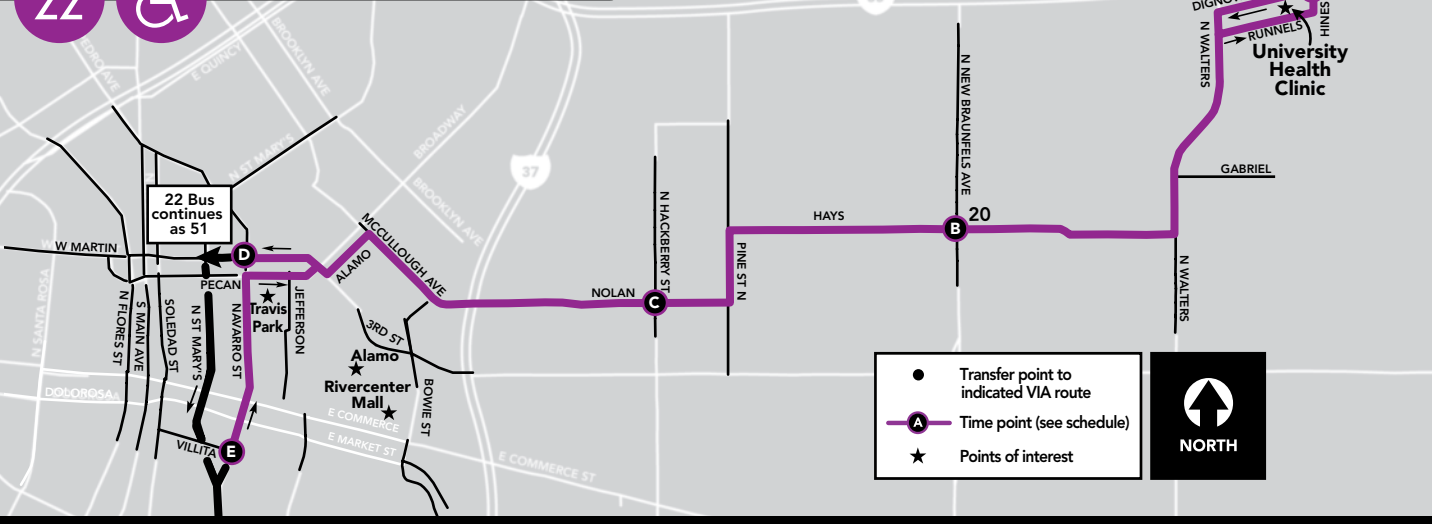 22
DIGNO
HINES
N WALTERS
RUNNELS
University
Health
Clinic
E QUINCY
BROOKLYN AVE
BROADWAY
N ST MARY'S
N NEW BRAUNFELS AVE
37
BROOKLYN AVE
GABRIEL
22 Bus
continues
as 51
N HACKBERRY ST
MCCULLOUGH AVE
HAYS
B
20
W MARTIN
D
ALAMO
PINE ST N
N WALTERS
PECAN
NOLAN
C
N SANTA ROSA
N FLORES ST
S MAIN AVE
SOLEDAD ST
N ST MARY'S
NAVARRO ST
Travis
Park
JEFFERSON
3RD ST
Alamo
Rivercenter
Mall
BOWIE ST
DOLOROSA
E COMMERCE
E MARKET ST
VILLITA
E
E COMMERCE ST
Transfer point to
indicated VIA route
A
Time point (see schedule)
Points of interest
NORTH